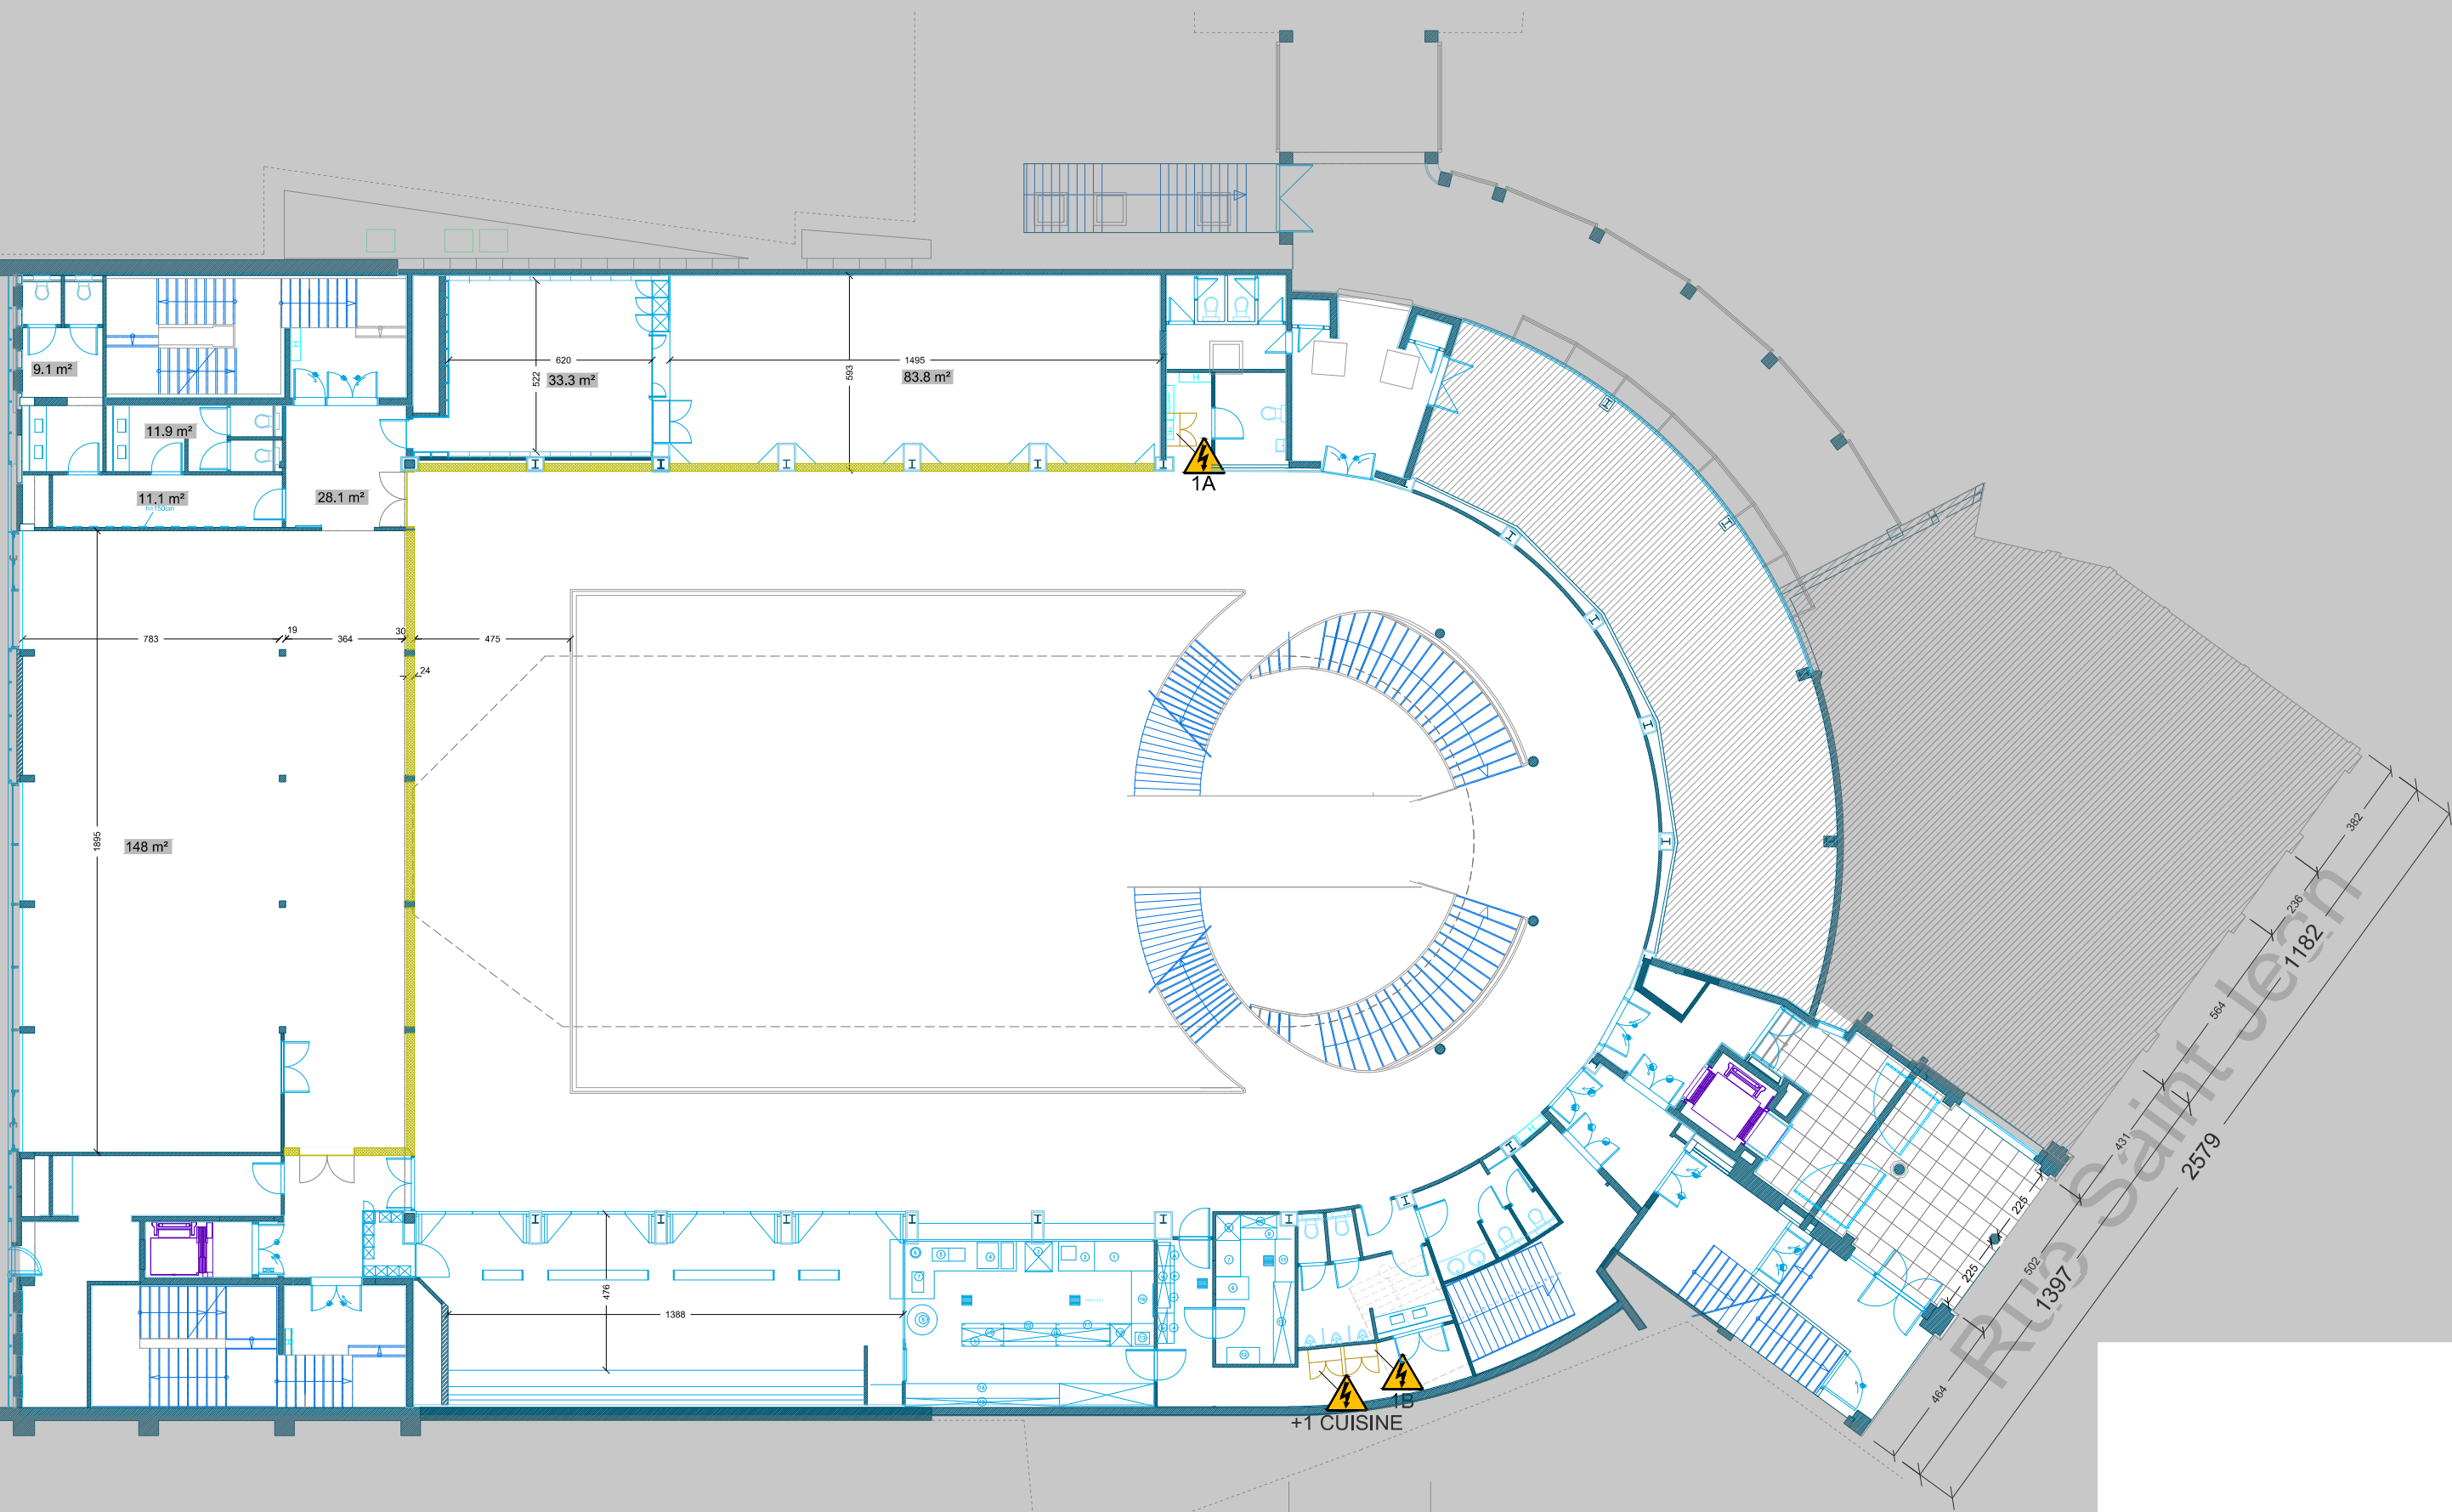 620
522
33.3 m²
1495
593
83.8 m²
9.1 m²
11.9 m²
11.1 m²
h=150cm
28.1 m²
1A
783
19
364
30
475
24
1895
148 m²
476
1388
1B
+1 CUISINE
382
236
1182
564
431
2579
225
225
502
1397
464
Rue Saint Jean